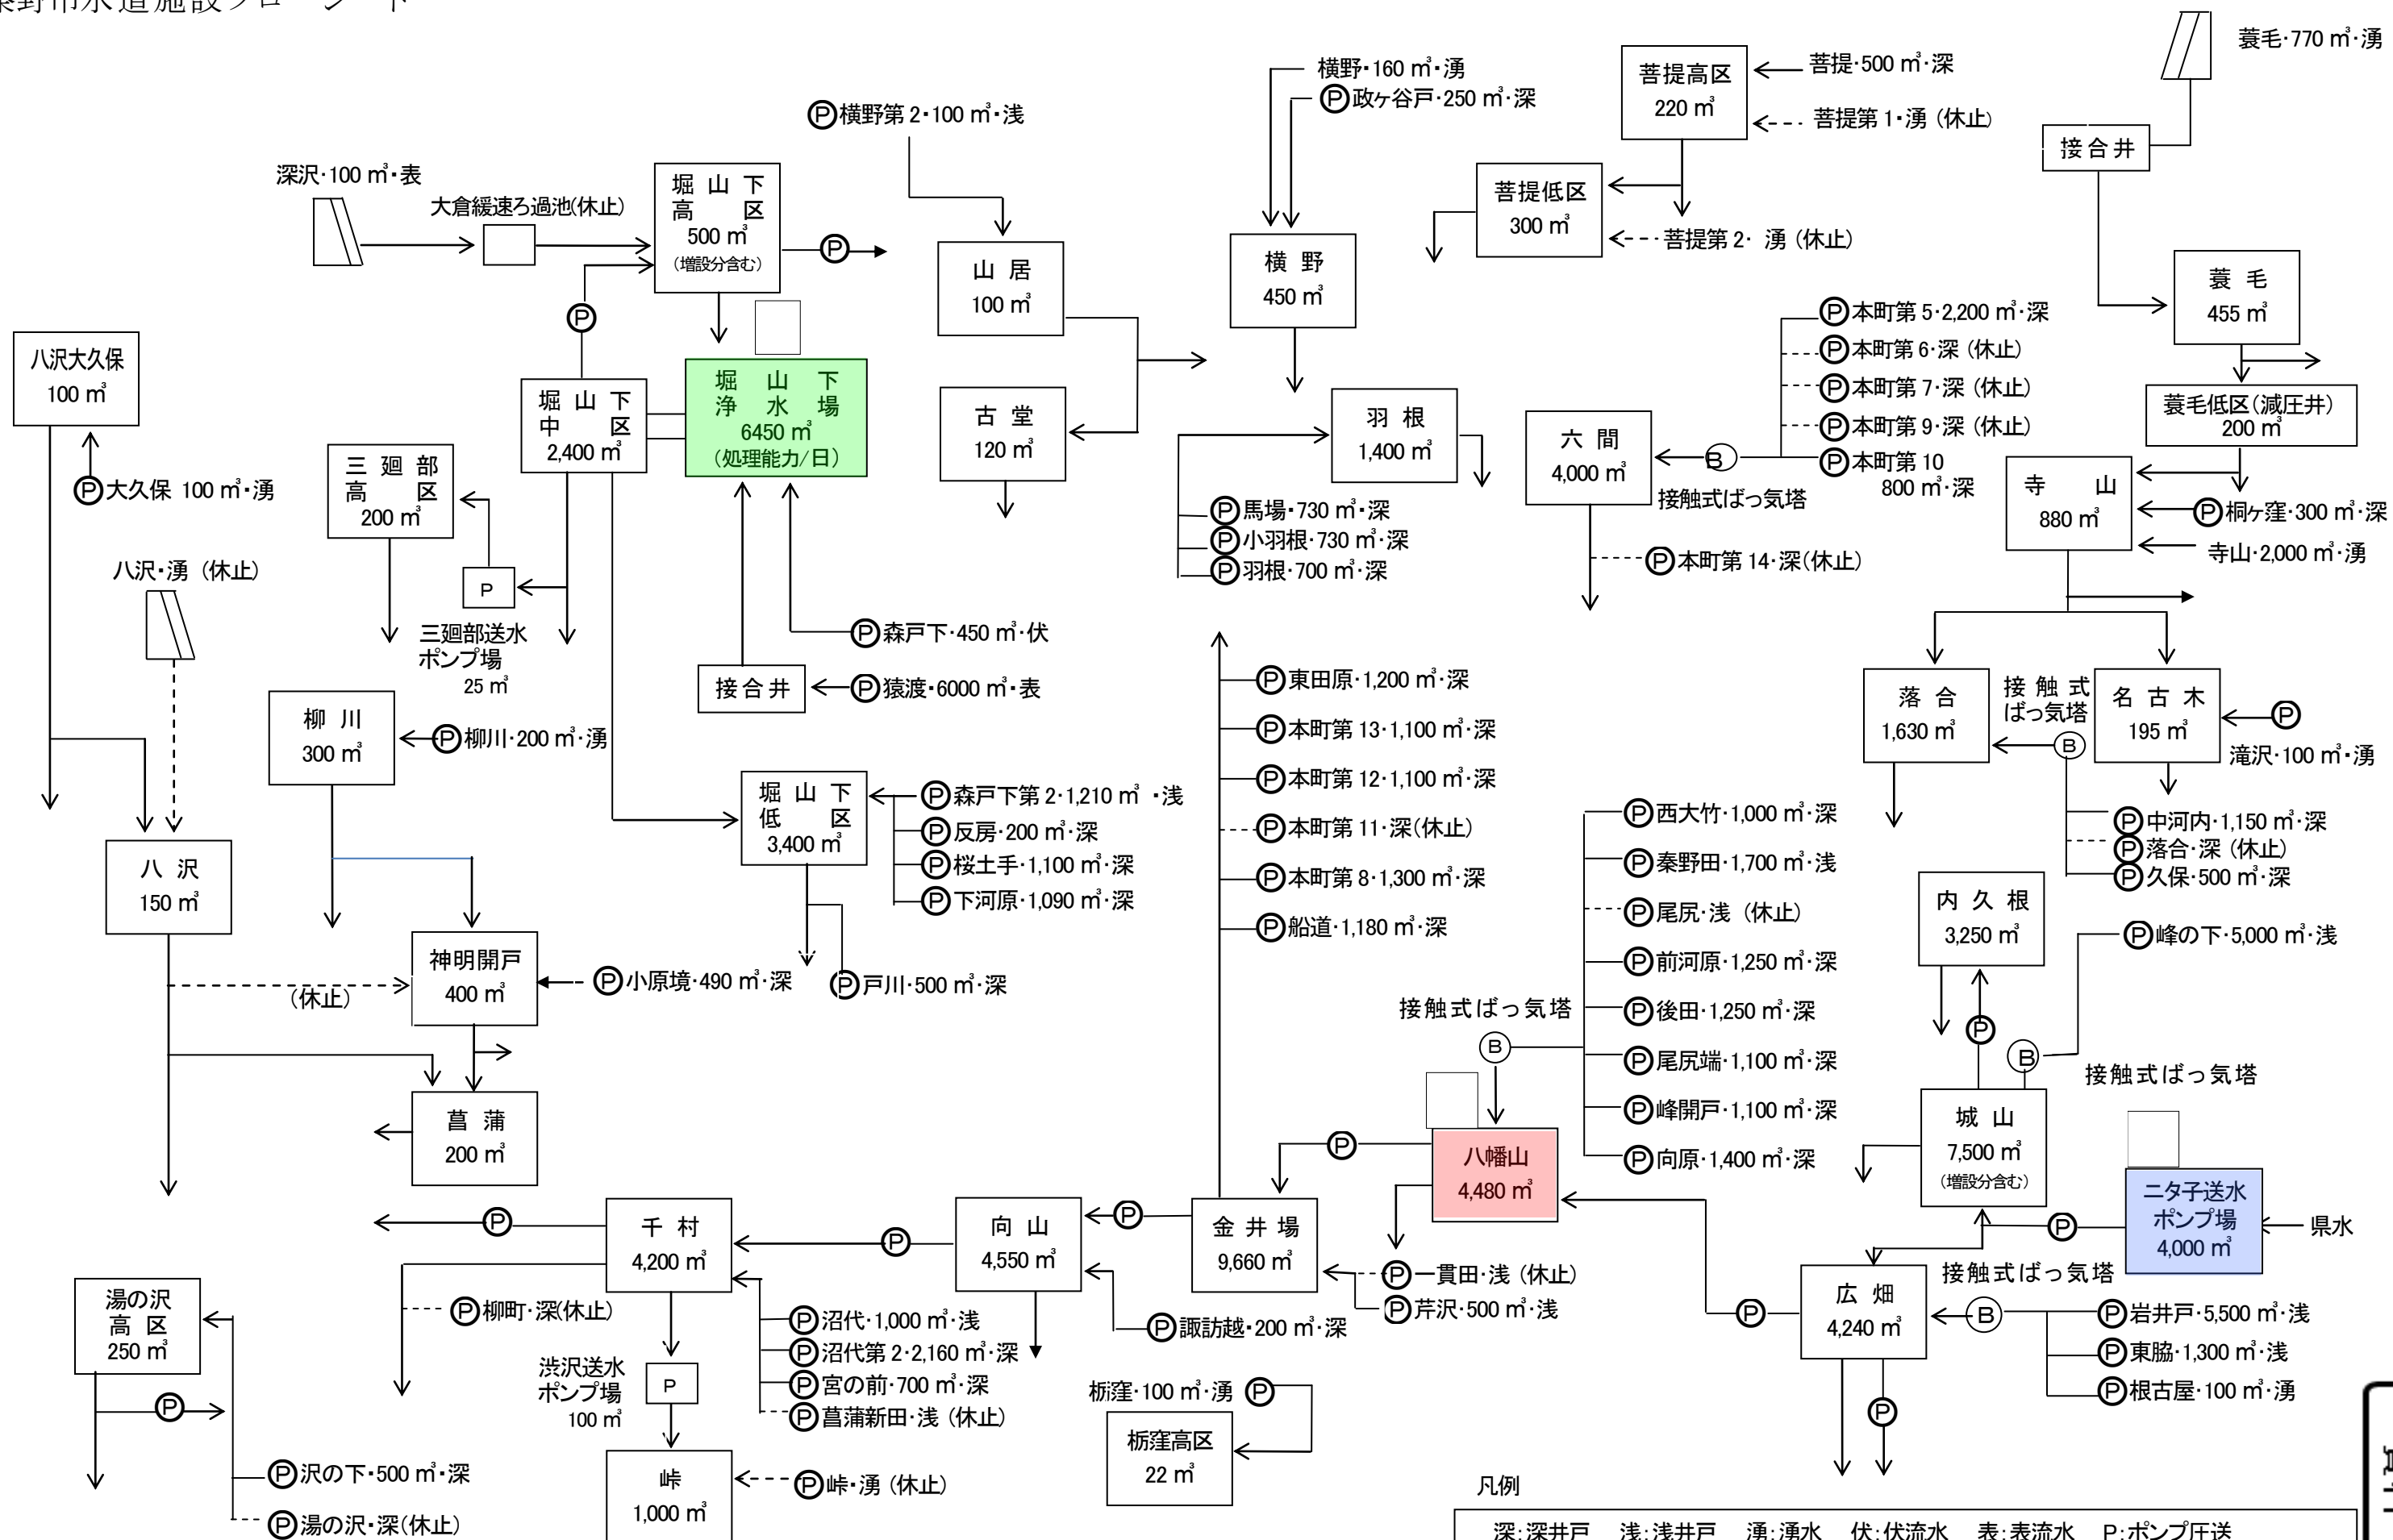 秦野市水道施設フローシート
蓑毛・770 ㎥・湧
横野・160 ㎥・湧
Ⓟ政ヶ谷戸・250 ㎥・深
菩提高区
220 ㎥
菩提・500 ㎥・深
菩提第1・湧 (休止)
接合井
Ⓟ横野第2・100 ㎥・浅
深沢・100 ㎥・表
大倉緩速ろ過池(休止)
堀山下
高区
500 ㎥
(増設分含む)
Ⓟ
菩提低区
300 ㎥
菩提第2・ 湧 (休止)
山居
100 ㎥
横野
450 ㎥
蓑毛
455 ㎥
Ⓟ
八沢大久保
100 ㎥
Ⓟ大久保 100 ㎥・湧
堀山下
中区
2,400 ㎥
堀山下
浄水場
6450 ㎥
(処理能力/日)
古堂
120 ㎥
羽根
1,400 ㎥
六間
4,000 ㎥
Ⓑ
接触式ばっ気塔
Ⓟ本町第5・2,200 ㎥・深
Ⓟ本町第6・深 (休止)
Ⓟ本町第7・深 (休止)
Ⓟ本町第9・深 (休止)
Ⓟ本町第10
800 ㎥・深
Ⓟ本町第14・深(休止)
蓑毛低区(減圧井)
200 ㎥
寺山
880 ㎥
Ⓟ桐ヶ窪・300 ㎥・深
寺山・2,000 ㎥・湧
三廻部
高区
200 ㎥
P
三廻部送水
ポンプ場
25 ㎥
八沢・湧 (休止)
Ⓟ馬場・730 ㎥・深
Ⓟ小羽根・730 ㎥・深
Ⓟ羽根・700 ㎥・深
Ⓟ森戸下・450 ㎥・伏
接合井
Ⓟ猿渡・6000 ㎥・表
柳川
300 ㎥
Ⓟ柳川・200 ㎥・湧
Ⓟ東田原・1,200 ㎥・深
Ⓟ本町第13・1,100 ㎥・深
Ⓟ本町第12・1,100 ㎥・深
Ⓟ本町第11・深(休止)
Ⓟ本町第8・1,300 ㎥・深
Ⓟ船道・1,180 ㎥・深
落合
1,630 ㎥
接触式
ばっ気塔
Ⓑ
名古木
195 ㎥
Ⓟ
滝沢・100 ㎥・湧
Ⓟ中河内・1,150 ㎥・深
Ⓟ落合・深 (休止)
Ⓟ久保・500 ㎥・深
堀山下
低区
3,400 ㎥
Ⓟ森戸下第2・1,210 ㎥ ・浅
Ⓟ反房・200 ㎥・深
Ⓟ桜土手・1,100 ㎥・深
Ⓟ下河原・1,090 ㎥・深
Ⓟ戸川・500 ㎥・深
八沢
150 ㎥
(休止)
神明開戸
400 ㎥
Ⓟ小原境・490 ㎥・深
菖蒲
200 ㎥
Ⓟ西大竹・1,000 ㎥・深
Ⓟ秦野田・1,700 ㎥・浅
Ⓟ尾尻・浅 (休止)
Ⓟ前河原・1,250 ㎥・深
Ⓟ後田・1,250 ㎥・深
Ⓟ尾尻端・1,100 ㎥・深
Ⓟ峰開戸・1,100 ㎥・深
Ⓟ向原・1,400 ㎥・深
接触式ばっ気塔
Ⓑ
内久根
3,250 ㎥
Ⓟ
Ⓟ峰の下・5,000 ㎥・浅
Ⓑ
接触式ばっ気塔
城山
7,500 ㎥
(増設分含む)
Ⓟ
八幡山
4,480 ㎥
Ⓟ
ニタ子送水
ポンプ場
4,000 ㎥
県水
Ⓟ
千村
4,200 ㎥
Ⓟ
向山
4,550 ㎥
Ⓟ
金井場
9,660 ㎥
Ⓟ一貫田・浅 (休止)
Ⓟ芹沢・500 ㎥・浅
Ⓟ
広畑
4,240 ㎥
接触式ばっ気塔
Ⓑ
Ⓟ岩井戸・5,500 ㎥・浅
Ⓟ東脇・1,300 ㎥・浅
Ⓟ根古屋・100 ㎥・湧
Ⓟ
湯の沢
高区
250 ㎥
Ⓟ
Ⓟ沢の下・500 ㎥・深
Ⓟ湯の沢・深(休止)
Ⓟ柳町・深(休止)
渋沢送水
ポンプ場
100 ㎥
P
Ⓟ沼代・1,000 ㎥・浅
Ⓟ沼代第2・2,160 ㎥・深
Ⓟ宮の前・700 ㎥・深
Ⓟ菖蒲新田・浅 (休止)
Ⓟ諏訪越・200 ㎥・深
峠
1,000 ㎥
Ⓟ峠・湧 (休止)
栃窪・100 ㎥・湧 Ⓟ
栃窪高区
22 ㎥
凡例
深:深井戸 浅:浅井戸 湧:湧水 伏:伏流水 表:表流水 P:ポンプ圧送